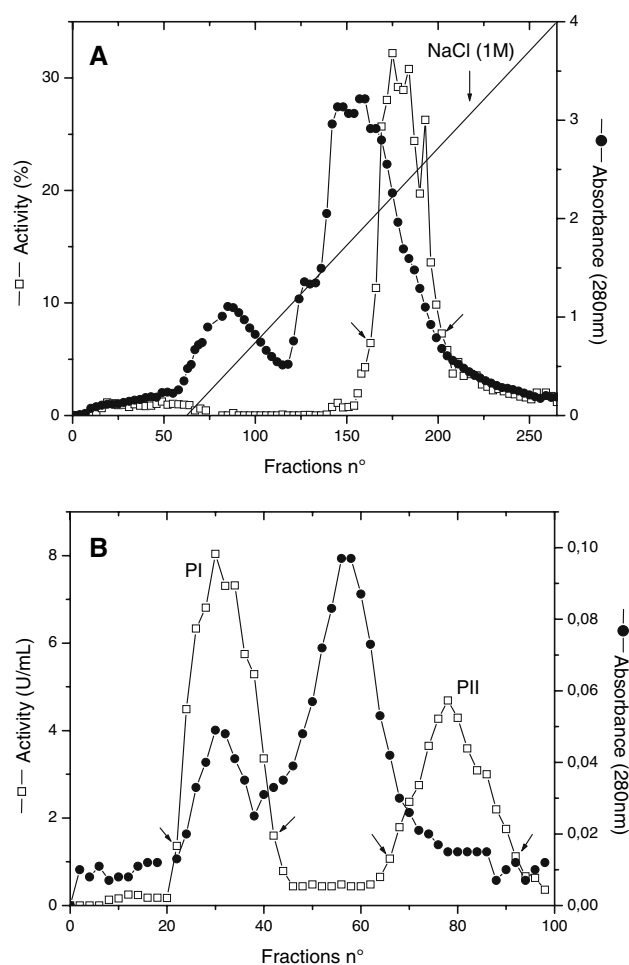 A
NaCl (1M)
30
20
10
0
4
3
2
1
0
0 50 100 150 200 250
Activity (%)
Absorbance (280nm)
Fractions n°
B
PI
PII
8
6
4
2
0
0,10
0,08
0,06
0,04
0,02
0,00
0 20 40 60 80 100
Activity (U/mL)
Absorbance (280nm)
Fractions n°